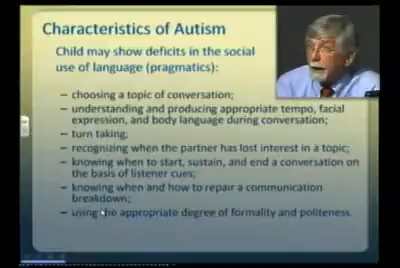 Characteristics of Autism
Child may show deficits in the social
use of language (pragmatics):
– choosing a topic of conversation;
– understanding and producing appropriate tempo, facial
expression, and body language during conversation;
– turn taking;
– recognizing when the partner has lost interest in a topic;
– knowing when to start, sustain, and end a conversation on
the basis of listener cues;
– knowing when and how to repair a communication
breakdown;
– using the appropriate degree of formality and politeness.